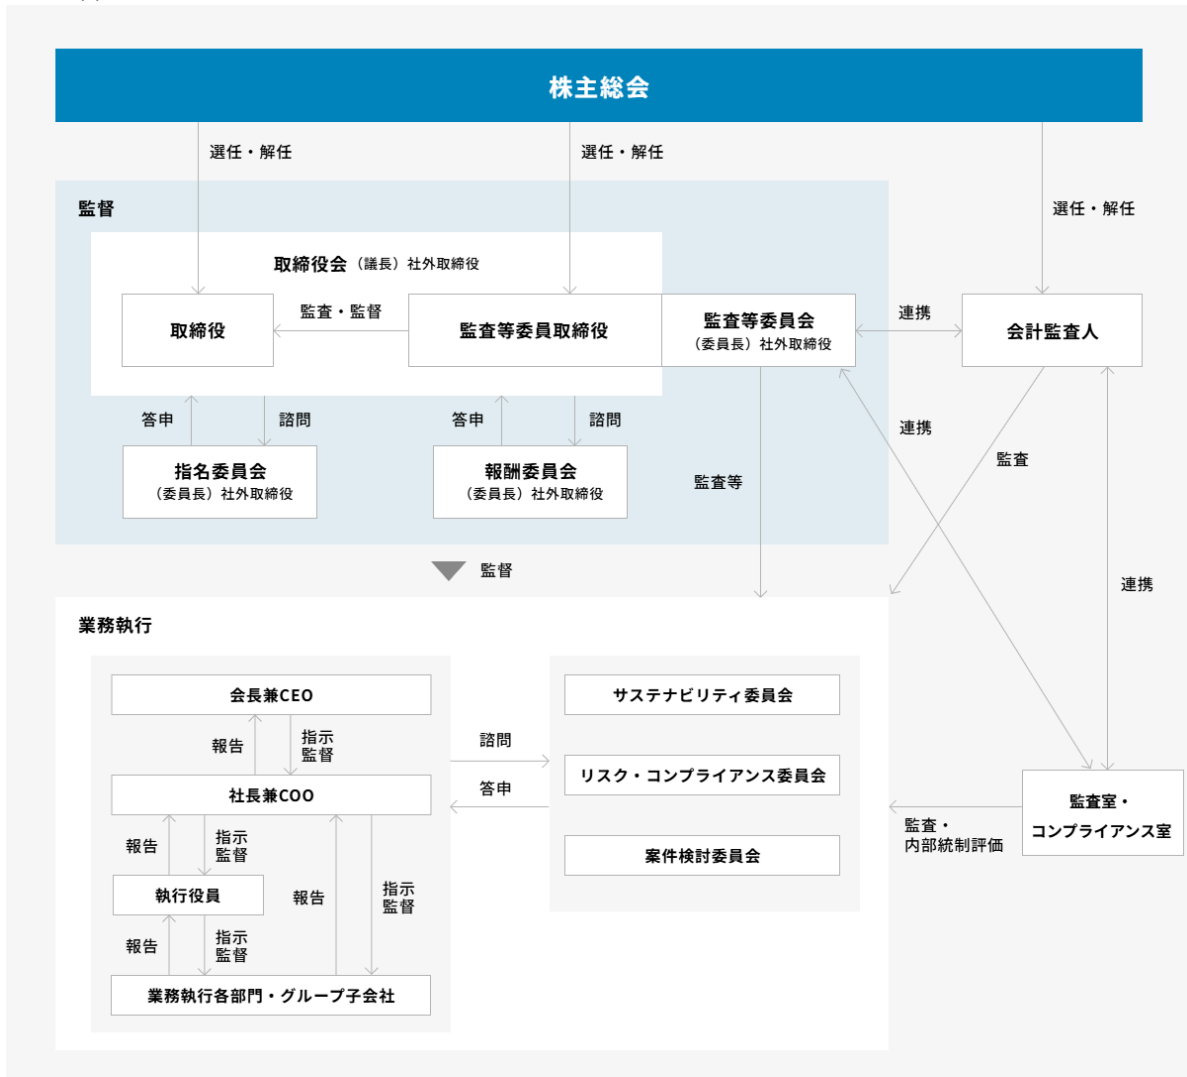 株主総会
選任・解任
選任・解任
選任・解任
監督
取締役会（議長）社外取締役
取締役
監査・監督
監査等委員取締役
監査等委員会
（委員長）社外取締役
連携
会計監査人
答申
諮問
答申
諮問
連携
監査
指名委員会
（委員長）社外取締役
報酬委員会
（委員長）社外取締役
監査等
監督
連携
業務執行
会長兼CEO
報告
指示
監督
社長兼COO
報告
指示
監督
執行役員
報告
指示
監督
報告
指示
監督
業務執行各部門・グループ子会社
諮問
答申
サステナビリティ委員会
リスク・コンプライアンス委員会
案件検討委員会
監査・
内部統制評価
監査室・
コンプライアンス室